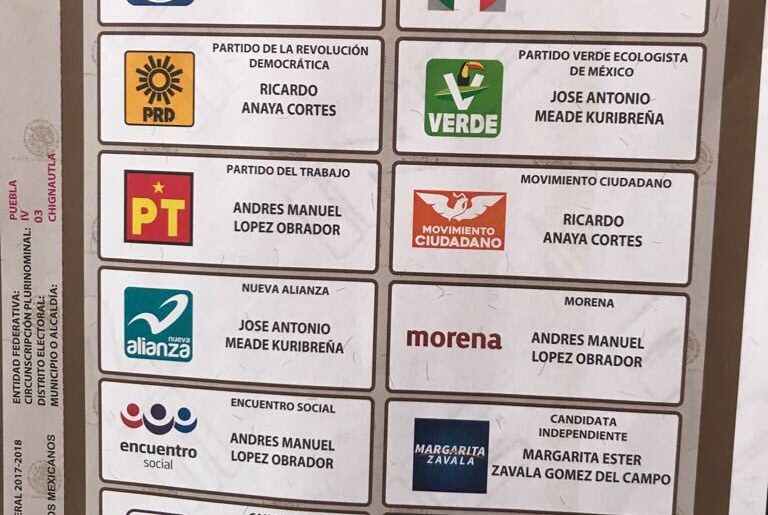 PARTIDO DE LA REVOLUCIÓN
DEMOCRÁTICA
RICARDO
ANAYA CORTES
PRD
PARTIDO VERDE ECOLOGISTA
DE MÉXICO
JOSE ANTONIO
MEADE KURIBREÑA
V
VERDE
PARTIDO DEL TRABAJO
ANDRES MANUEL
LOPEZ OBRADOR
PT
MOVIMIENTO CIUDADANO
RICARDO
ANAYA CORTES
MOVIMIENTO
CIUDADANO
NUEVA ALIANZA
JOSE ANTONIO
MEADE KURIBREÑA
nueva
alianza
MORENA
ANDRES MANUEL
LOPEZ OBRADOR
morena
ENCUENTRO SOCIAL
ANDRES MANUEL
LOPEZ OBRADOR
encuentro
social
CANDIDATA
INDEPENDIENTE
MARGARITA ESTER
ZAVALA GOMEZ DEL CAMPO
MARGARITA
ZAVALA
ENTIDAD FEDERATIVA: PUEBLA
CIRCUNSCRIPCIÓN PLURINOMINAL: IV
DISTRITO ELECTORAL: 03
MUNICIPIO O ALCALDÍA: CHIGNAUTLA
ERAL 2017-2018
OS MEXICANOS